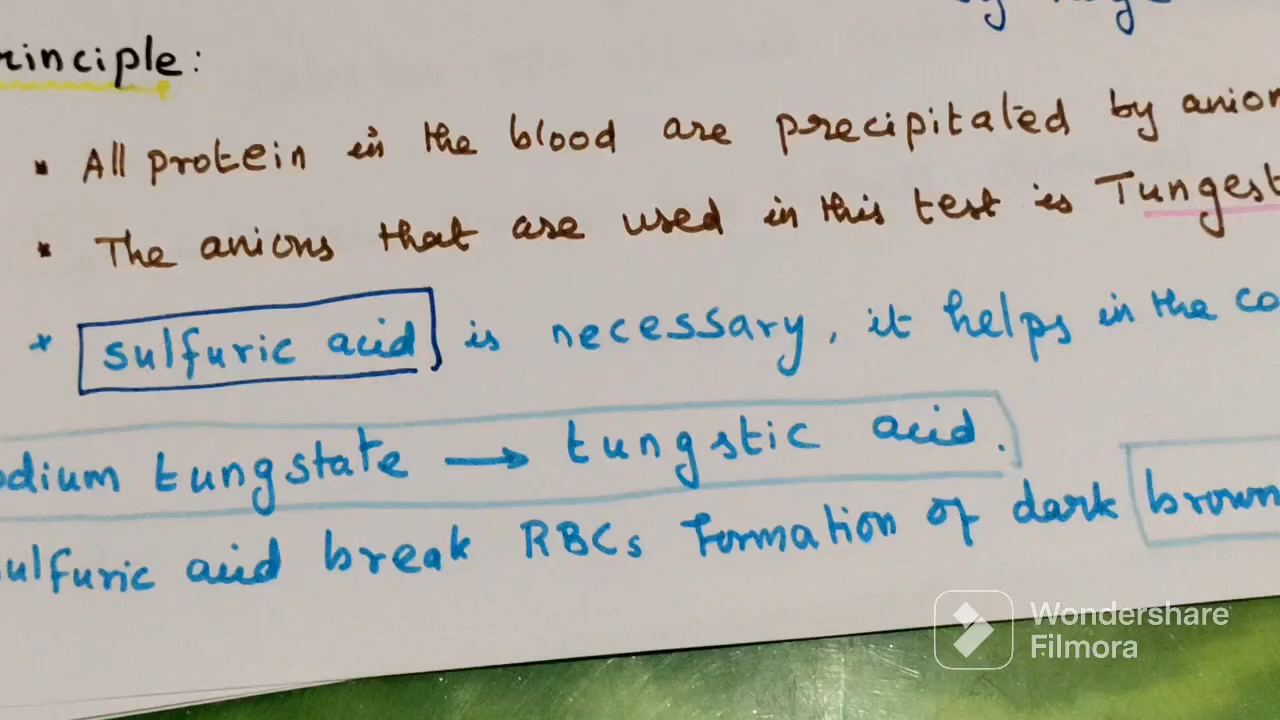 rinciple:
• All protein in the blood are precipitated by anion
• The anions that are used in this test is Tungest
* sulfuric acid is necessary, it helps in the co
odium tungstate → tungstic acid.
sulfuric acid break RBCs formation of dark brown
Wondershare
Filmora